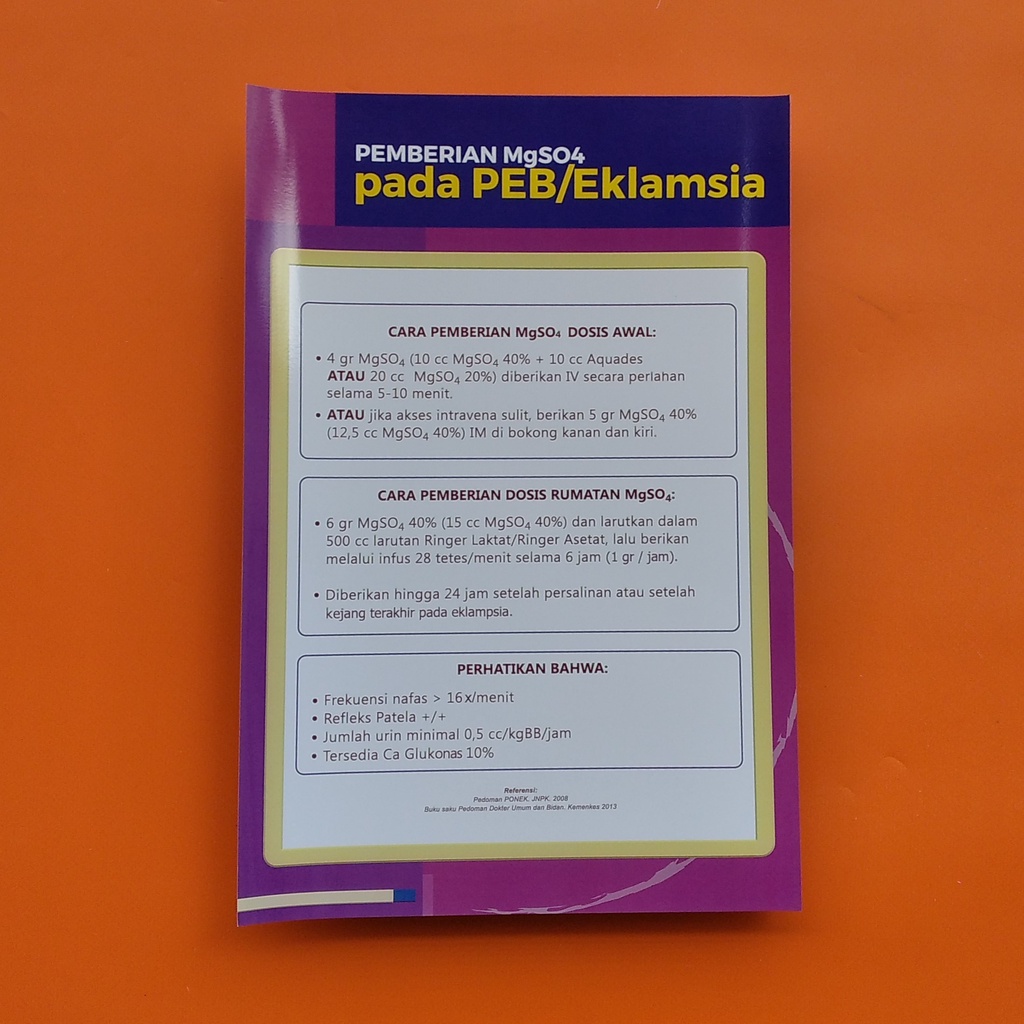 PEMBERIAN MgSO4
pada PEB/Eklamsia
CARA PEMBERIAN MgSO₄ DOSIS AWAL:
• 4 gr MgSO₄ (10 cc MgSO₄ 40% + 10 cc Aquades
ATAU 20 cc MgSO₄ 20%) diberikan IV secara perlahan
selama 5-10 menit.
• ATAU jika akses intravena sulit, berikan 5 gr MgSO₄ 40%
(12,5 cc MgSO₄ 40%) IM di bokong kanan dan kiri.
CARA PEMBERIAN DOSIS RUMATAN MgSO₄:
• 6 gr MgSO₄ 40% (15 cc MgSO₄ 40%) dan larutkan dalam
500 cc larutan Ringer Laktat/Ringer Asetat, lalu berikan
melalui infus 28 tetes/menit selama 6 jam (1 gr / jam).
• Diberikan hingga 24 jam setelah persalinan atau setelah
kejang terakhir pada eklampsia.
PERHATIKAN BAHWA:
• Frekuensi nafas > 16x/menit
• Refleks Patela +/+
• Jumlah urin minimal 0,5 cc/kgBB/jam
• Tersedia Ca Glukonas 10%
Referensi:
Pedoman PONEK, JNPK, 2008
Buku saku Pedoman Dokter Umum dan Bidan. Kemenkes 2013